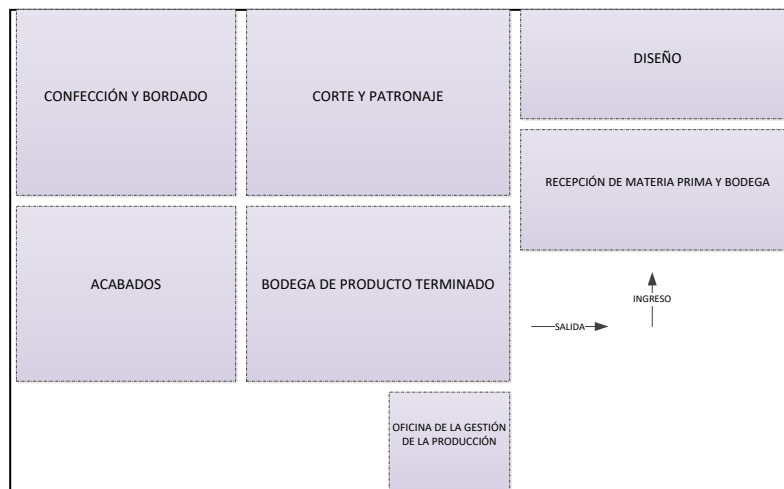 CONFECCIÓN Y BORDADO
CORTE Y PATRONAJE
DISEÑO
RECEPCIÓN DE MATERIA PRIMA Y BODEGA
ACABADOS
BODEGA DE PRODUCTO TERMINADO
INGRESO
SALIDA
OFICINA DE LA GESTIÓN
DE LA PRODUCCIÓN